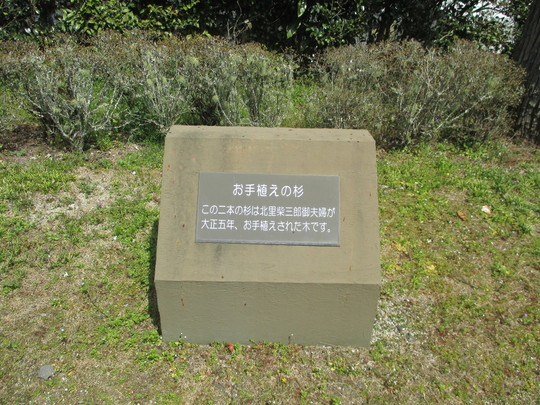 お手植えの杉
この二本の杉は北里柴三郎御夫婦が
大正五年、お手植えされた木です。